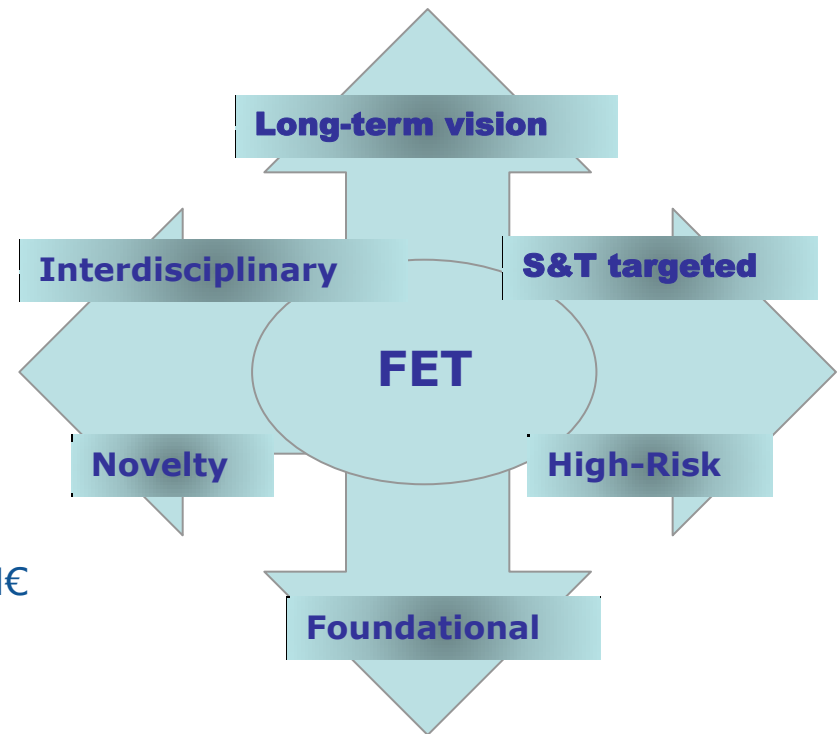 Long-term vision
Interdisciplinary
S&T targeted
FET
Novelty
High-Risk
€
Foundational